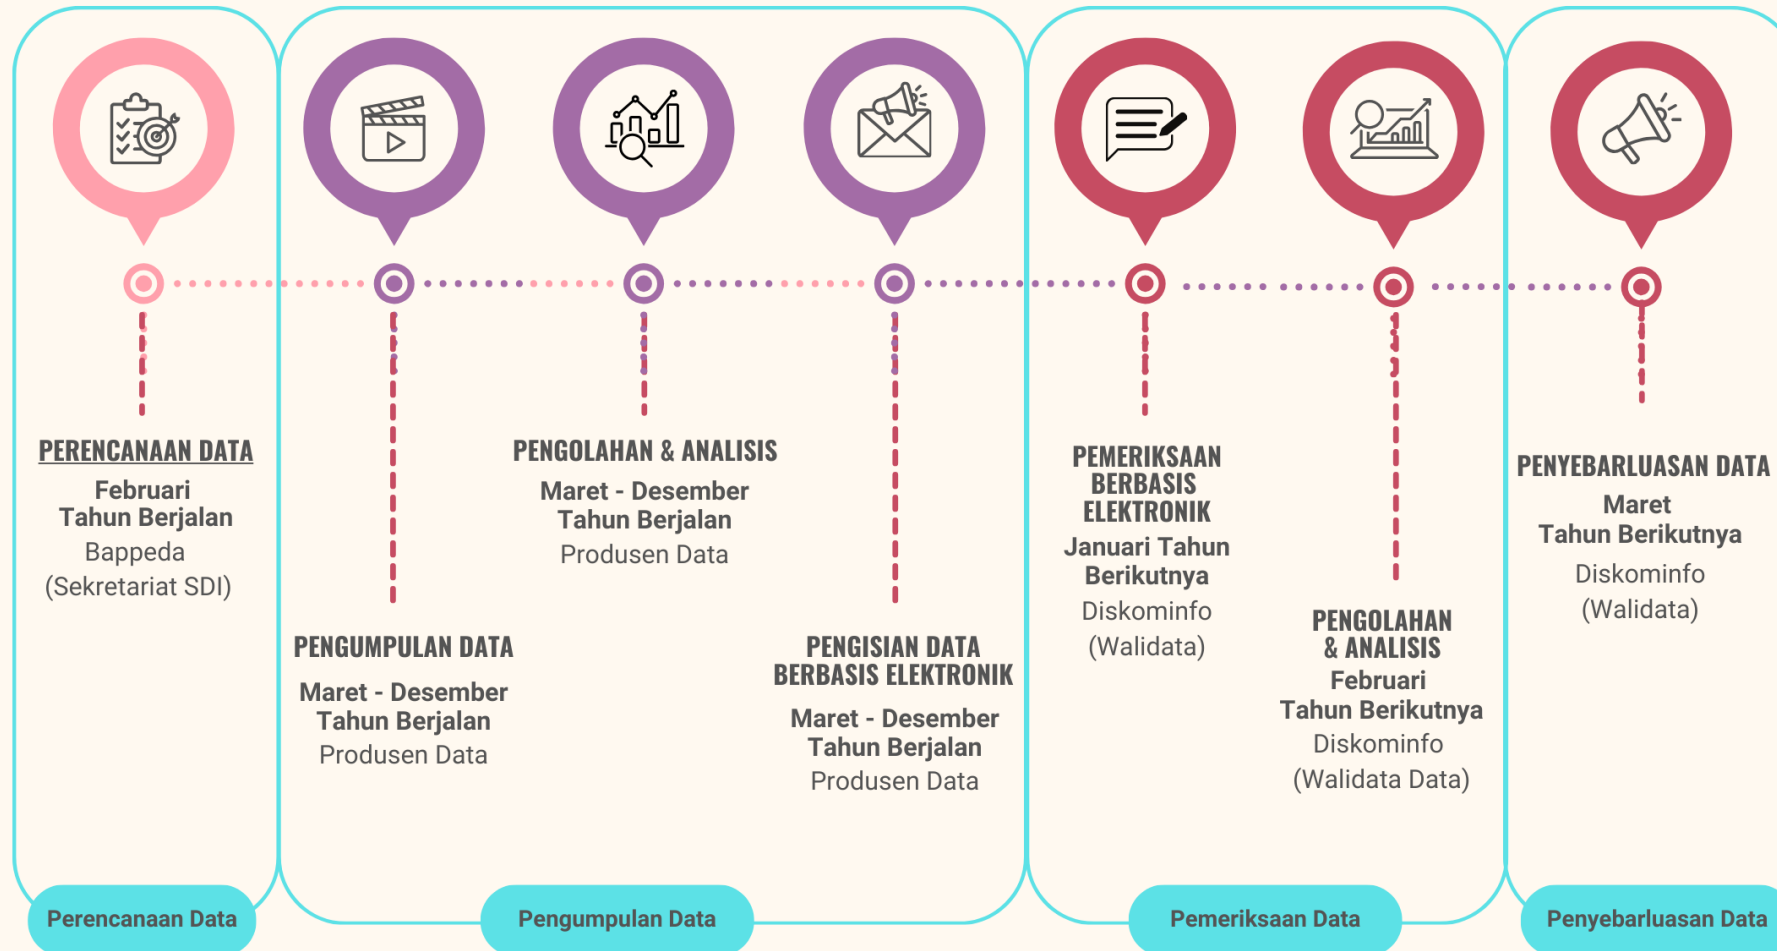 PERENCANAAN DATA
Februari
Tahun Berjalan
Bappeda
(Sekretariat SDI)
PENGUMPULAN DATA
Maret - Desember
Tahun Berjalan
Produsen Data
PENGOLAHAN & ANALISIS
Maret - Desember
Tahun Berjalan
Produsen Data
PENGISIAN DATA
BERBASIS ELEKTRONIK
Maret - Desember
Tahun Berjalan
Produsen Data
PEMERIKSAAN
BERBASIS
ELEKTRONIK
Januari Tahun
Berikutnya
Diskominfo
(Walidata)
PENGOLAHAN
& ANALISIS
Februari
Tahun Berikutnya
Diskominfo
(Walidata Data)
PENYEBARLUASAN DATA
Maret
Tahun Berikutnya
Diskominfo
(Walidata)
Perencanaan Data
Pengumpulan Data
Pemeriksaan Data
Penyebarluasan Data